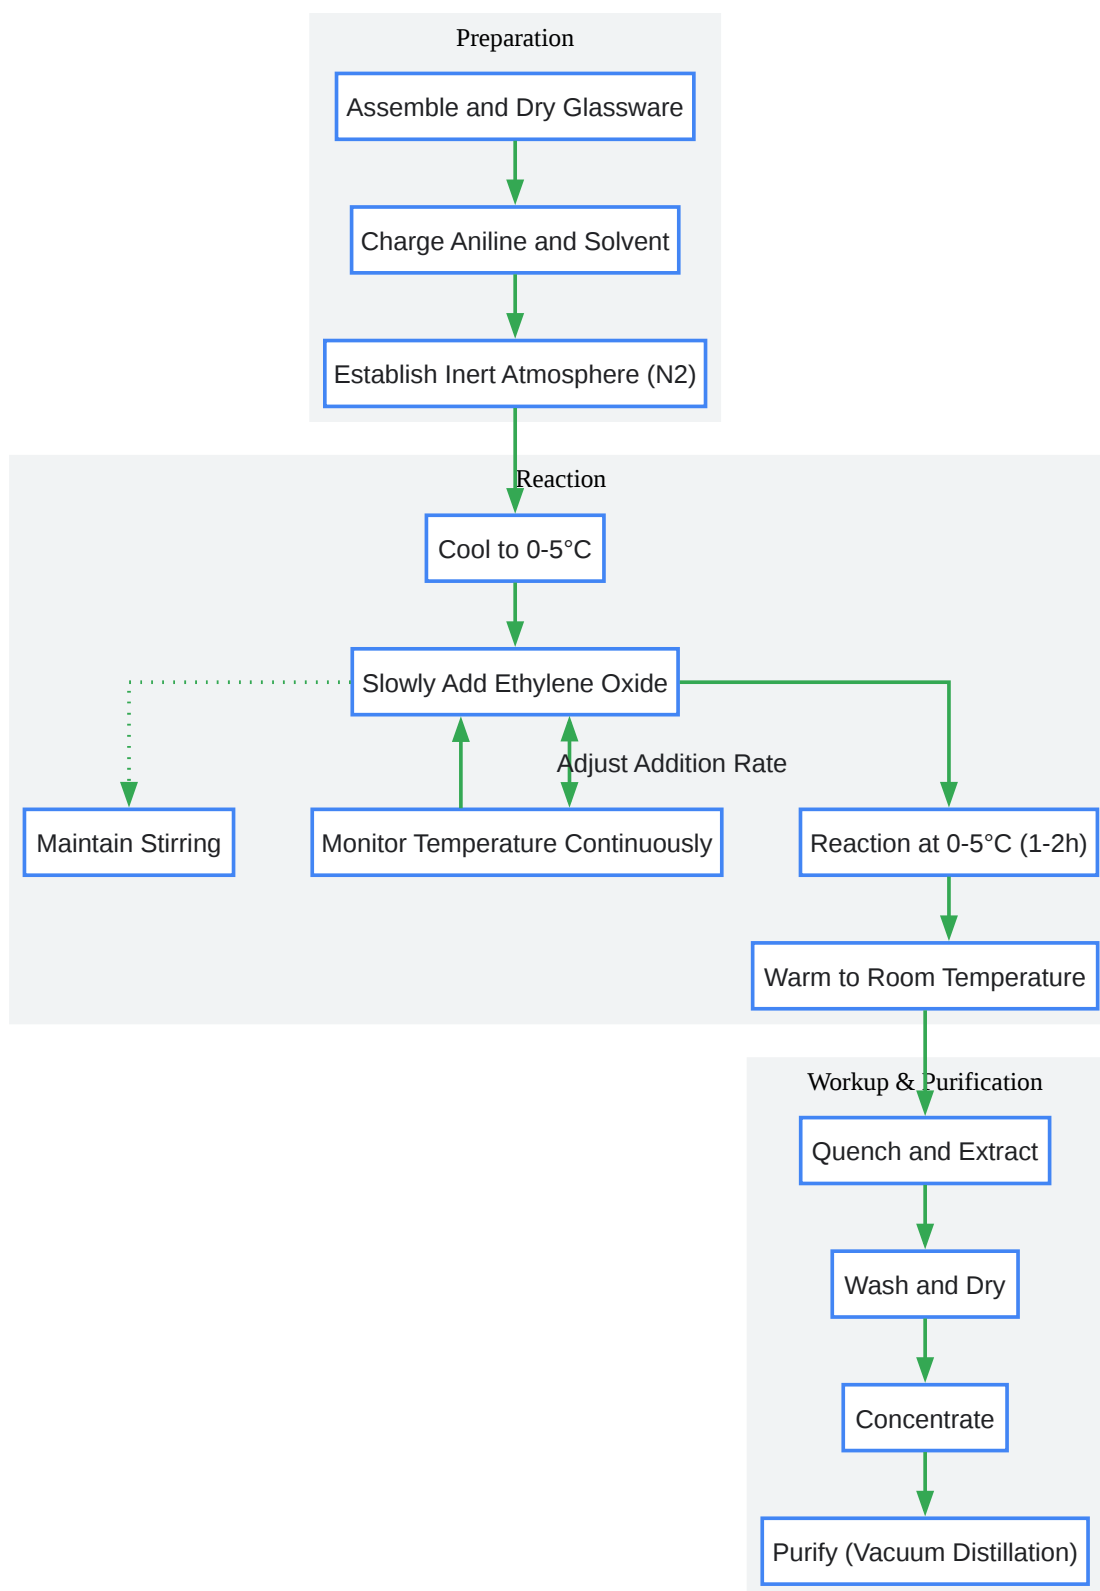 Preparation
Assemble and Dry Glassware
Charge Aniline and Solvent
Establish Inert Atmosphere (N2)
Reaction
Cool to 0-5°C
Slowly Add Ethylene Oxide
Adjust Addition Rate
Maintain Stirring
Monitor Temperature Continuously
Reaction at 0-5°C (1-2h)
Warm to Room Temperature
Workup & Purification
Quench and Extract
Wash and Dry
Concentrate
Purify (Vacuum Distillation)